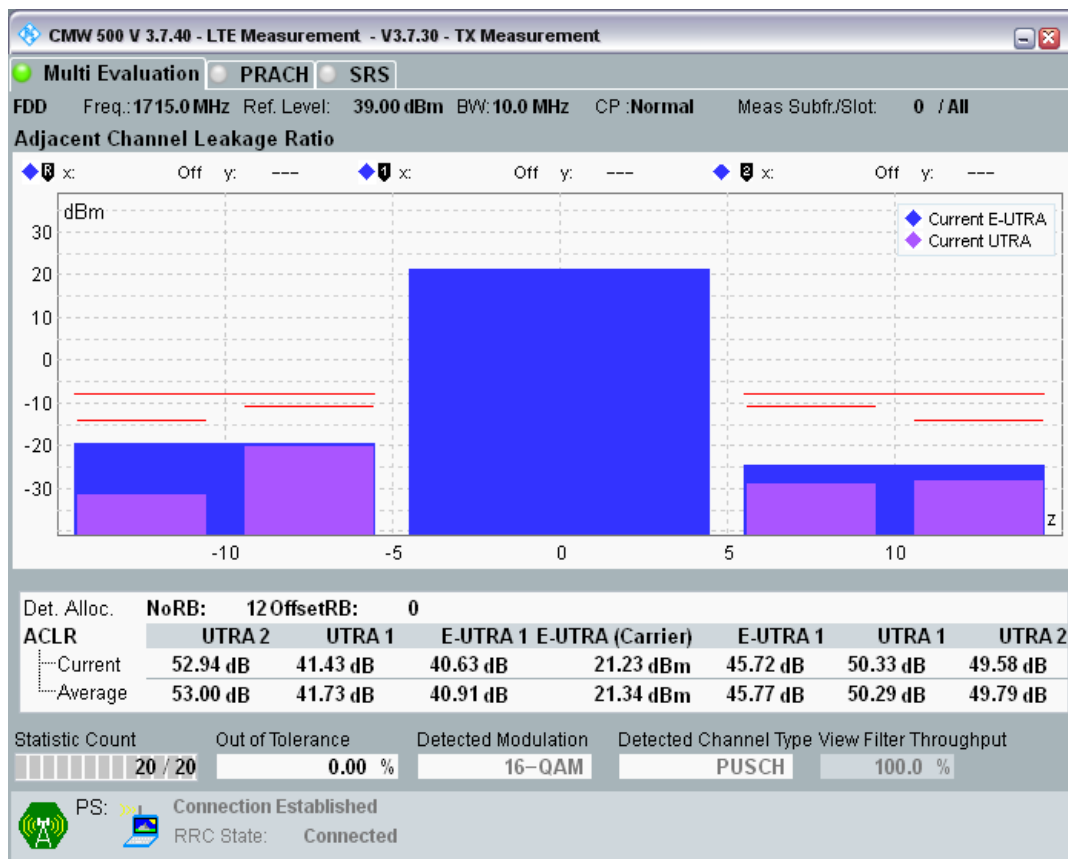 CMW 500 V 3.7.40 - LTE Measurement - V3.7.30 - TX Measurement
Multi Evaluation PRACH SRS
FDD Freq.:1715.0 MHz Ref. Level: 39.00 dBm BW:10.0 MHz CP :Normal Meas Subfr./Slot: 0 / All
Adjacent Channel Leakage Ratio
R x: Off y: --- 1 x: Off y: --- 2 x: Off y: ---
dBm
Current E-UTRA
Current UTRA
30
20
10
0
-10
-20
-30
z
-10 -5 0 5 10
Det. Alloc. NoRB: 12 OffsetRB: 0
ACLR UTRA 2 UTRA 1 E-UTRA 1 E-UTRA (Carrier) E-UTRA 1 UTRA 1 UTRA 2
Current 52.94 dB 41.43 dB 40.63 dB 21.23 dBm 45.72 dB 50.33 dB 49.58 dB
Average 53.00 dB 41.73 dB 40.91 dB 21.34 dBm 45.77 dB 50.29 dB 49.79 dB
Statistic Count Out of Tolerance Detected Modulation Detected Channel Type View Filter Throughput
20 / 20 0.00 % 16-QAM PUSCH 100.0 %
PS: Connection Established
RRC State: Connected